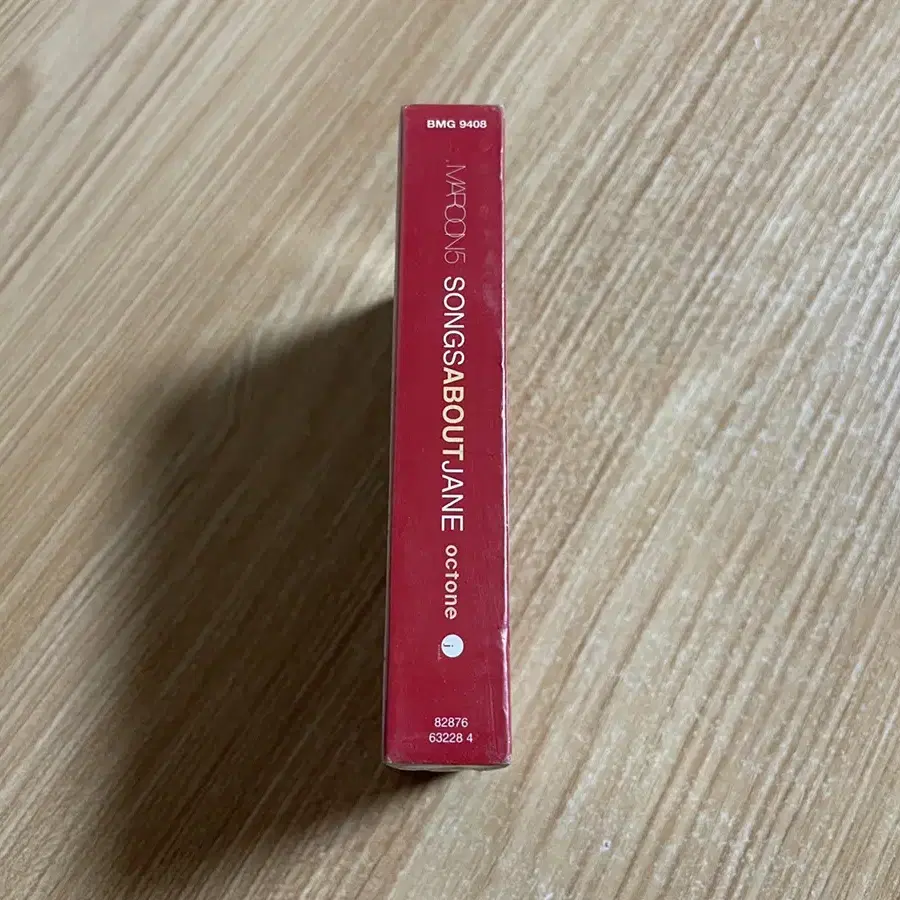 BMG 9408
MAROON5 SONGSABOUTJANE octone j
82876
63228 4